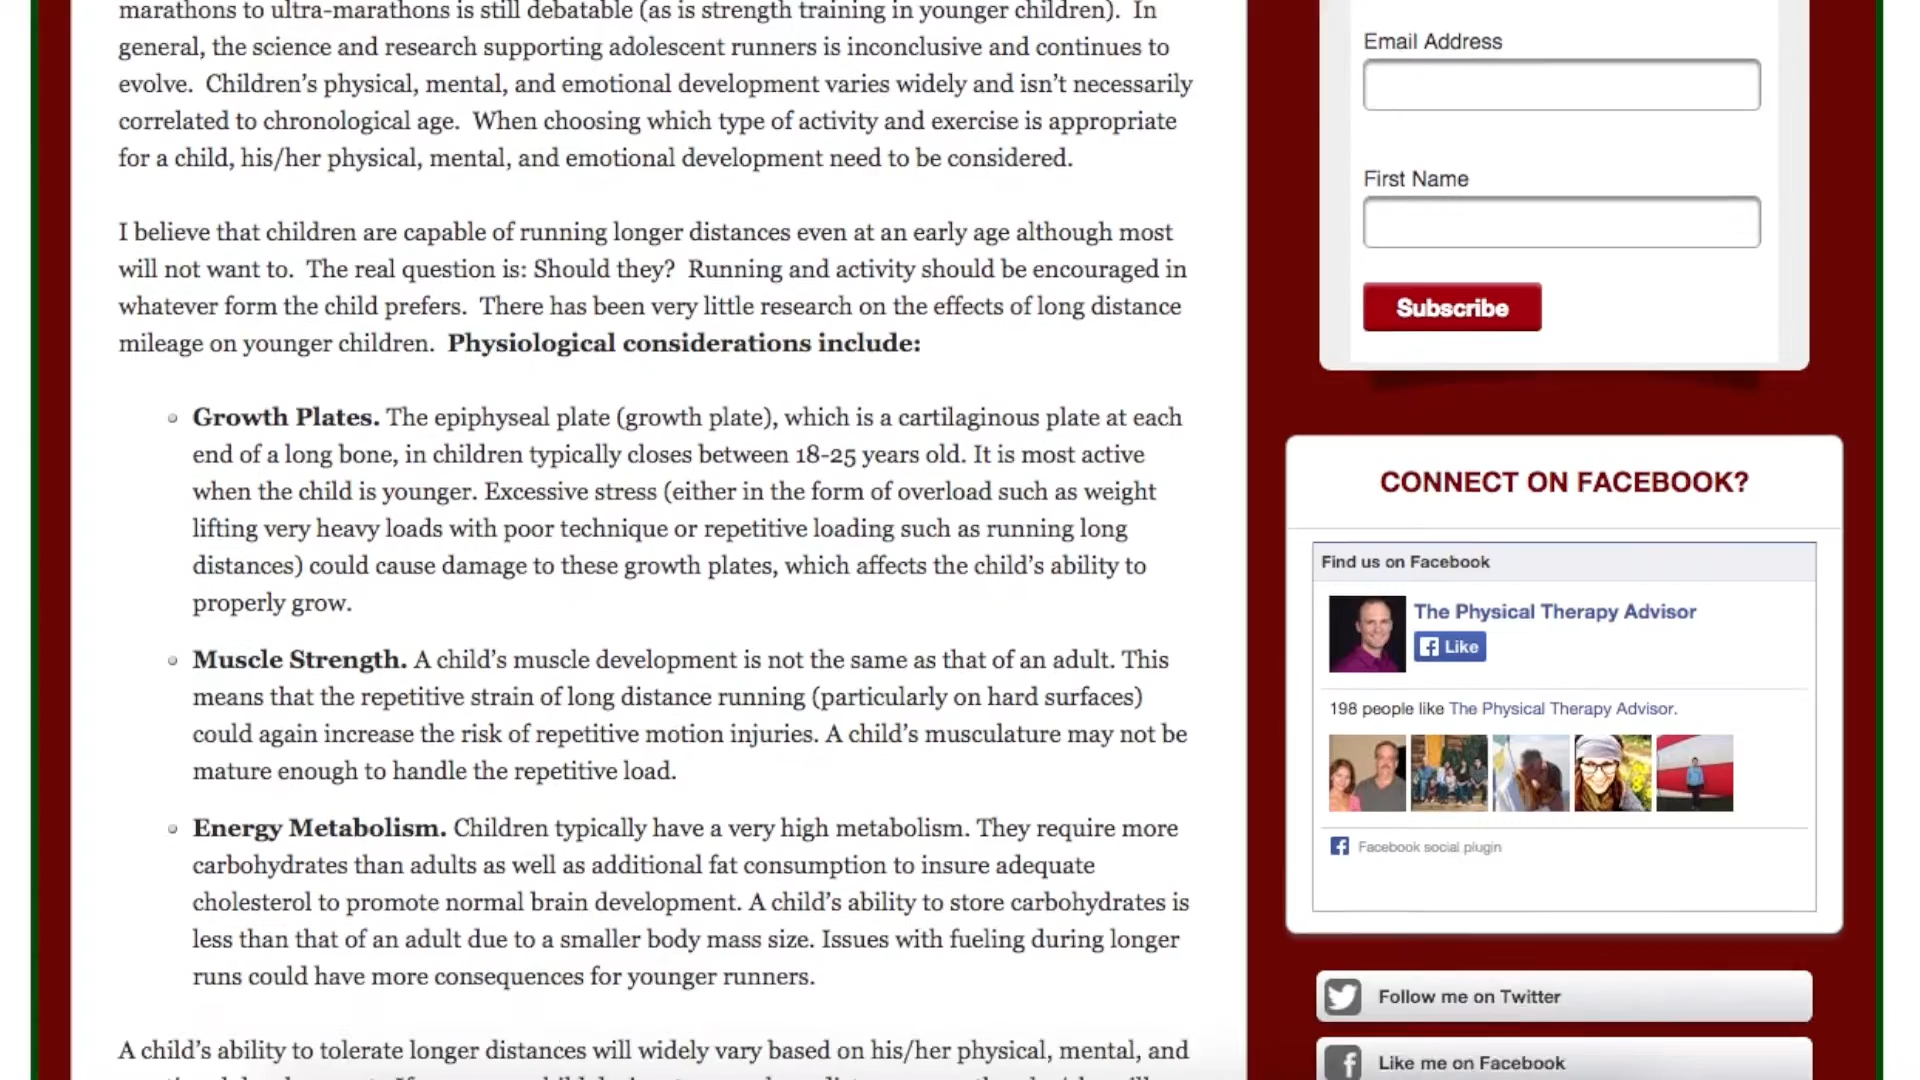 marathons to ultra-marathons is still debatable (as is strength training in younger children).  In
general, the science and research supporting adolescent runners is inconclusive and continues to
evolve.  Children’s physical, mental, and emotional development varies widely and isn’t necessarily
correlated to chronological age.  When choosing which type of activity and exercise is appropriate
for a child, his/her physical, mental, and emotional development need to be considered.
I believe that children are capable of running longer distances even at an early age although most
will not want to.  The real question is: Should they?  Running and activity should be encouraged in
whatever form the child prefers.  There has been very little research on the effects of long distance
mileage on younger children.  Physiological considerations include:
Growth Plates. The epiphyseal plate (growth plate), which is a cartilaginous plate at each
end of a long bone, in children typically closes between 18-25 years old. It is most active
when the child is younger. Excessive stress (either in the form of overload such as weight
lifting very heavy loads with poor technique or repetitive loading such as running long
distances) could cause damage to these growth plates, which affects the child’s ability to
properly grow.
Muscle Strength. A child’s muscle development is not the same as that of an adult. This
means that the repetitive strain of long distance running (particularly on hard surfaces)
could again increase the risk of repetitive motion injuries. A child’s musculature may not be
mature enough to handle the repetitive load.
Energy Metabolism. Children typically have a very high metabolism. They require more
carbohydrates than adults as well as additional fat consumption to insure adequate
cholesterol to promote normal brain development. A child’s ability to store carbohydrates is
less than that of an adult due to a smaller body mass size. Issues with fueling during longer
runs could have more consequences for younger runners.
A child’s ability to tolerate longer distances will widely vary based on his/her physical, mental, and
Email Address
First Name
Subscribe
CONNECT ON FACEBOOK?
Find us on Facebook
The Physical Therapy Advisor
Like
198 people like The Physical Therapy Advisor.
Facebook social plugin
Follow me on Twitter
Like me on Facebook